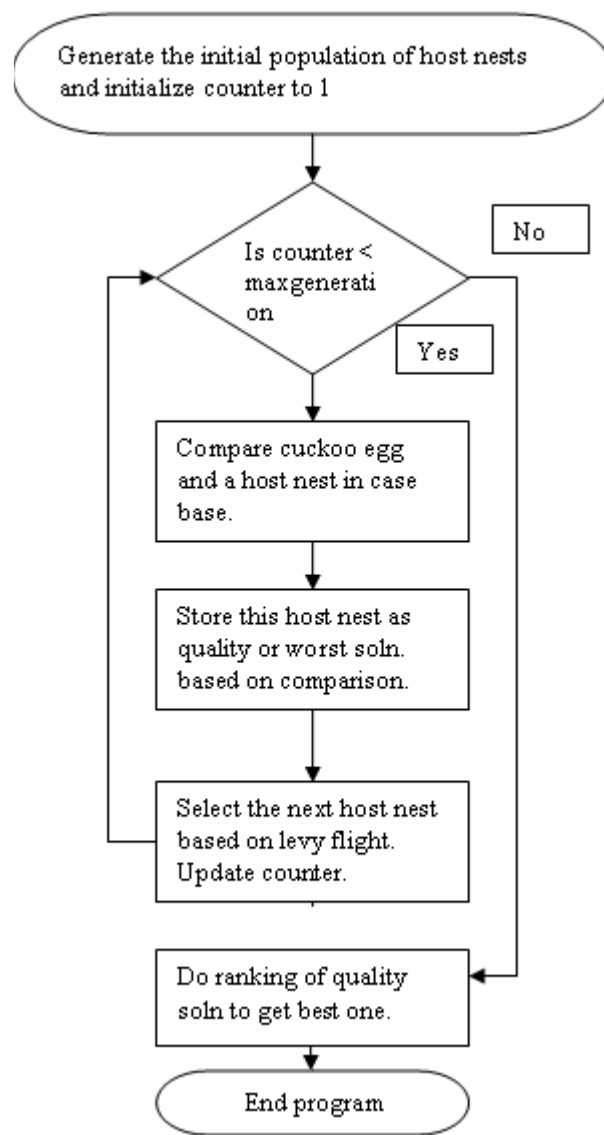 Generate the initial population of host nests
and initialize counter to 1
No
Is counter <
maxgenerati
on
Yes
Compare cuckoo egg
and a host nest in case
base.
Store this host nest as
quality or worst soln.
based on comparison.
Select the next host nest
based on levy flight.
Update counter.
Do ranking of quality
soln to get best one.
End program